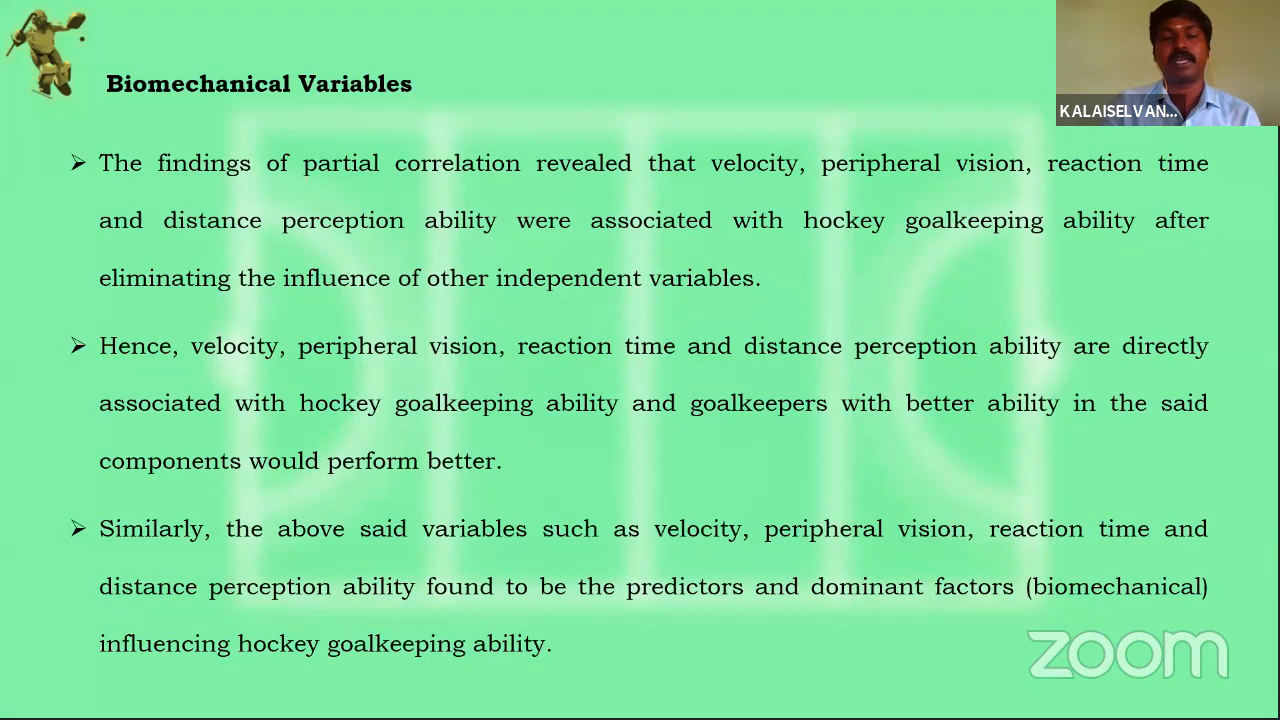 Biomechanical Variables
KALAISELVAN...
➢ The findings of partial correlation revealed that velocity, peripheral vision, reaction time
and distance perception ability were associated with hockey goalkeeping ability after
eliminating the influence of other independent variables.
➢ Hence, velocity, peripheral vision, reaction time and distance perception ability are directly
associated with hockey goalkeeping ability and goalkeepers with better ability in the said
components would perform better.
➢ Similarly, the above said variables such as velocity, peripheral vision, reaction time and
distance perception ability found to be the predictors and dominant factors (biomechanical)
influencing hockey goalkeeping ability.
zoom